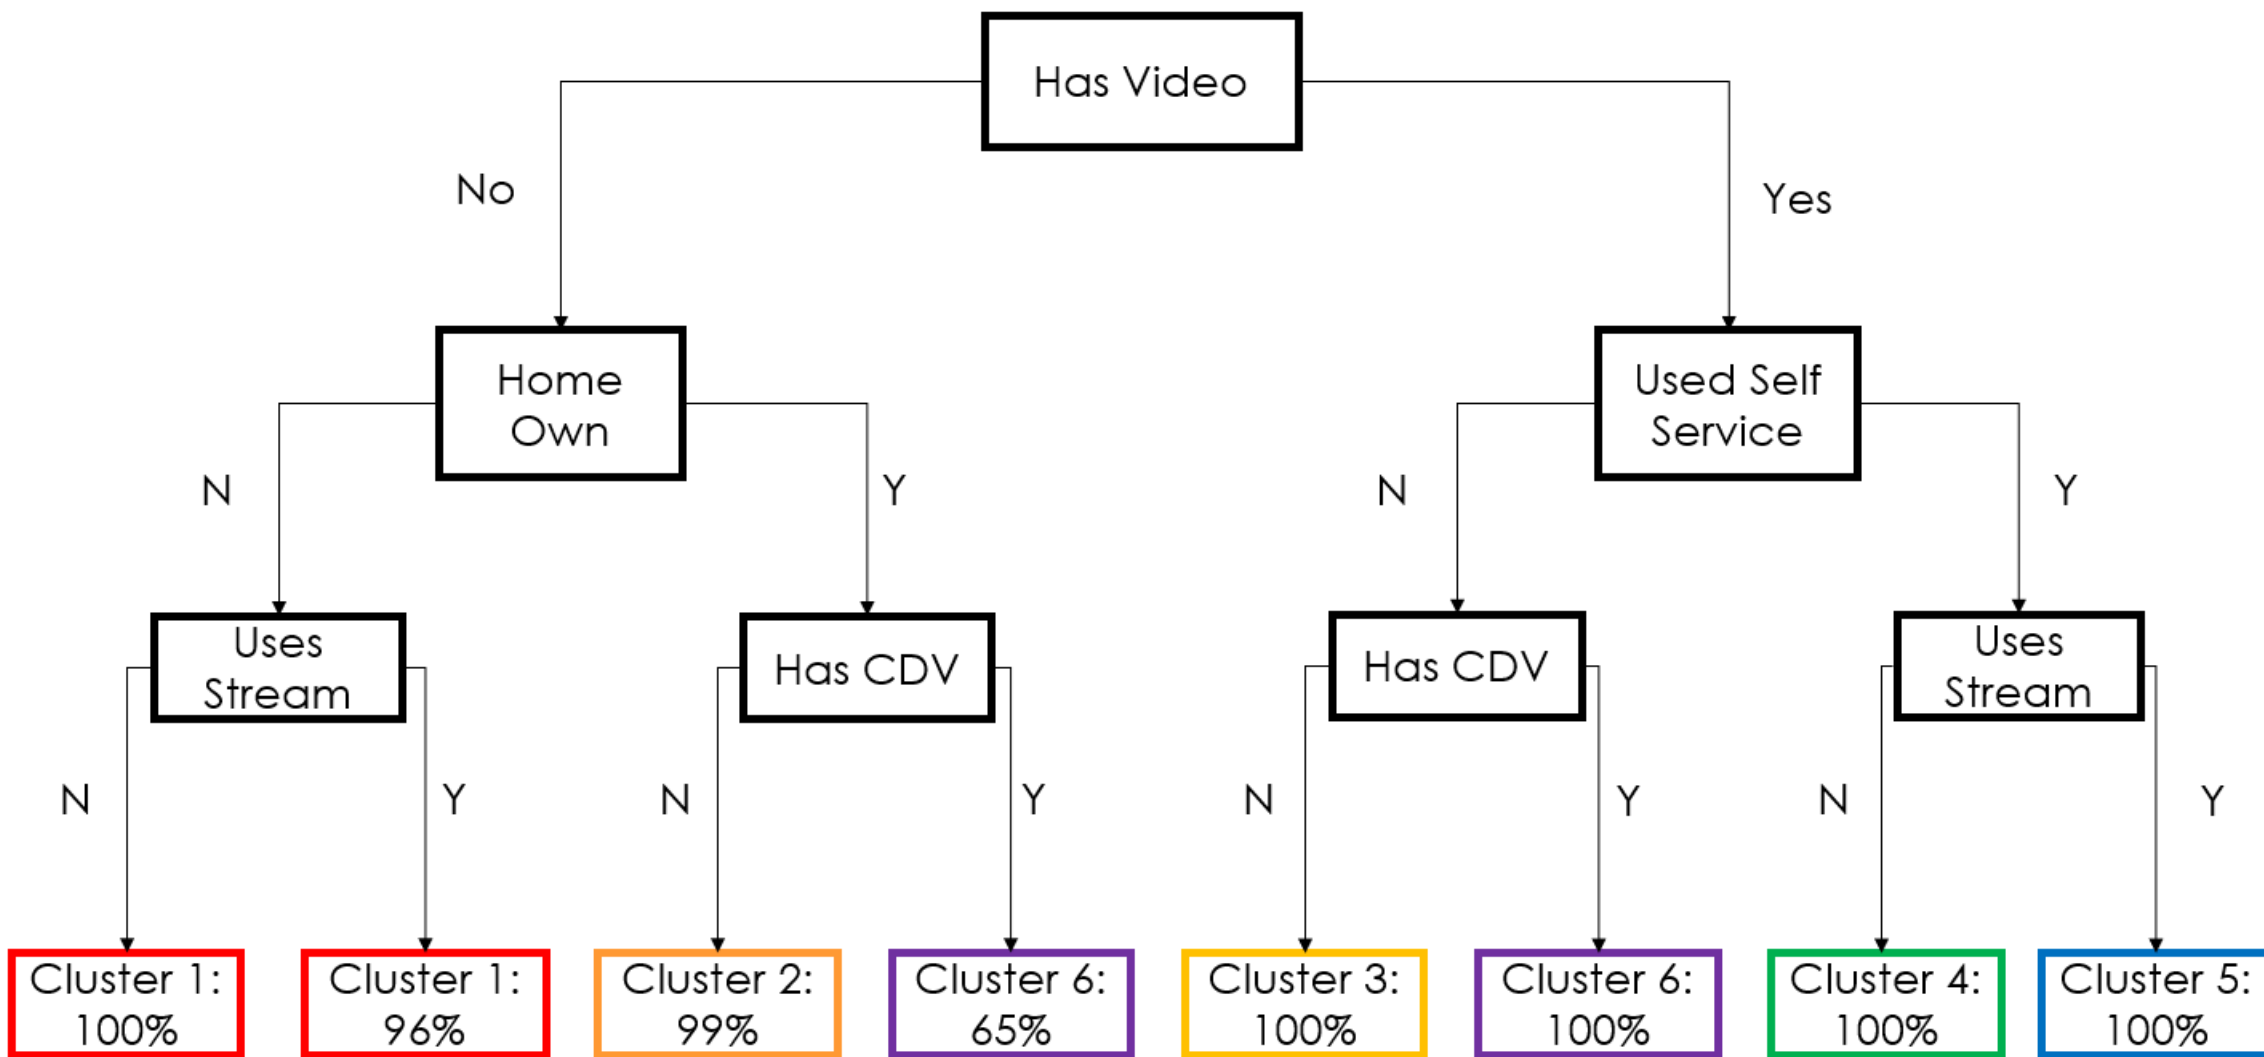 Has Video
No
Yes
Home
Own
Used Self
Service
N
Y
N
Y
Uses
Stream
Has CDV
Has CDV
Uses
Stream
N
Y
N
Y
N
Y
N
Y
Cluster 1:
100%
Cluster 1:
96%
Cluster 2:
99%
Cluster 6:
65%
Cluster 3:
100%
Cluster 6:
100%
Cluster 4:
100%
Cluster 5:
100%